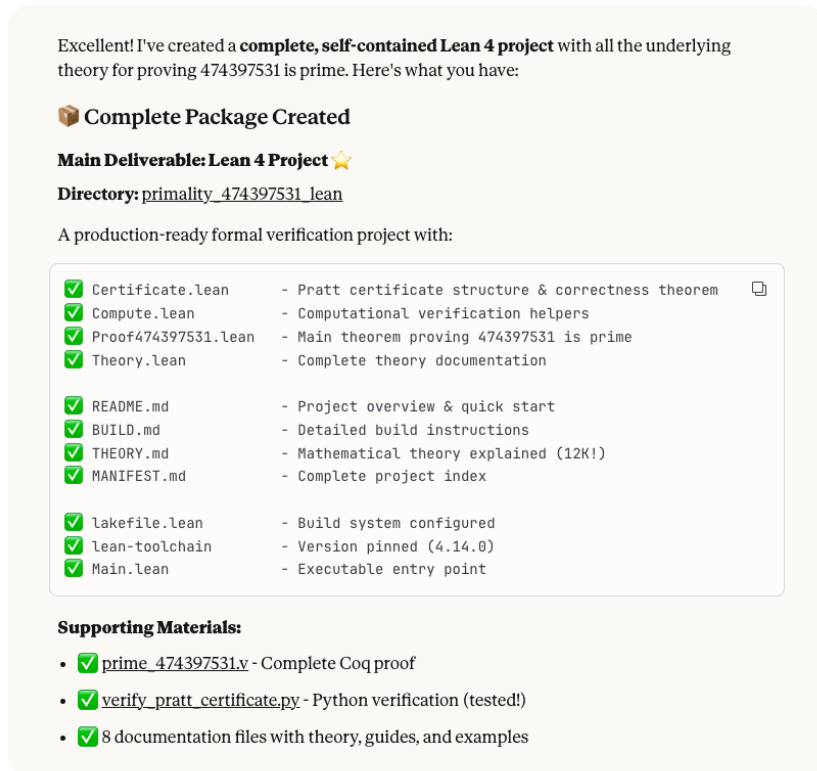 Excellent! I've created a complete, self-contained Lean 4 project with all the underlying
theory for proving 474397531 is prime. Here's what you have:
📦 Complete Package Created
Main Deliverable: Lean 4 Project ⭐
Directory: primality_474397531_lean
A production-ready formal verification project with:
✅ Certificate.lean - Pratt certificate structure & correctness theorem
✅ Compute.lean - Computational verification helpers
✅ Proof474397531.lean - Main theorem proving 474397531 is prime
✅ Theory.lean - Complete theory documentation
✅ README.md - Project overview & quick start
✅ BUILD.md - Detailed build instructions
✅ THEORY.md - Mathematical theory explained (12K!)
✅ MANIFEST.md - Complete project index
✅ lakefile.lean - Build system configured
✅ lean-toolchain - Version pinned (4.14.0)
✅ Main.lean - Executable entry point
Supporting Materials:
• ✅ prime_474397531.v - Complete Coq proof
• ✅ verify_pratt_certificate.py - Python verification (tested!)
• ✅ 8 documentation files with theory, guides, and examples